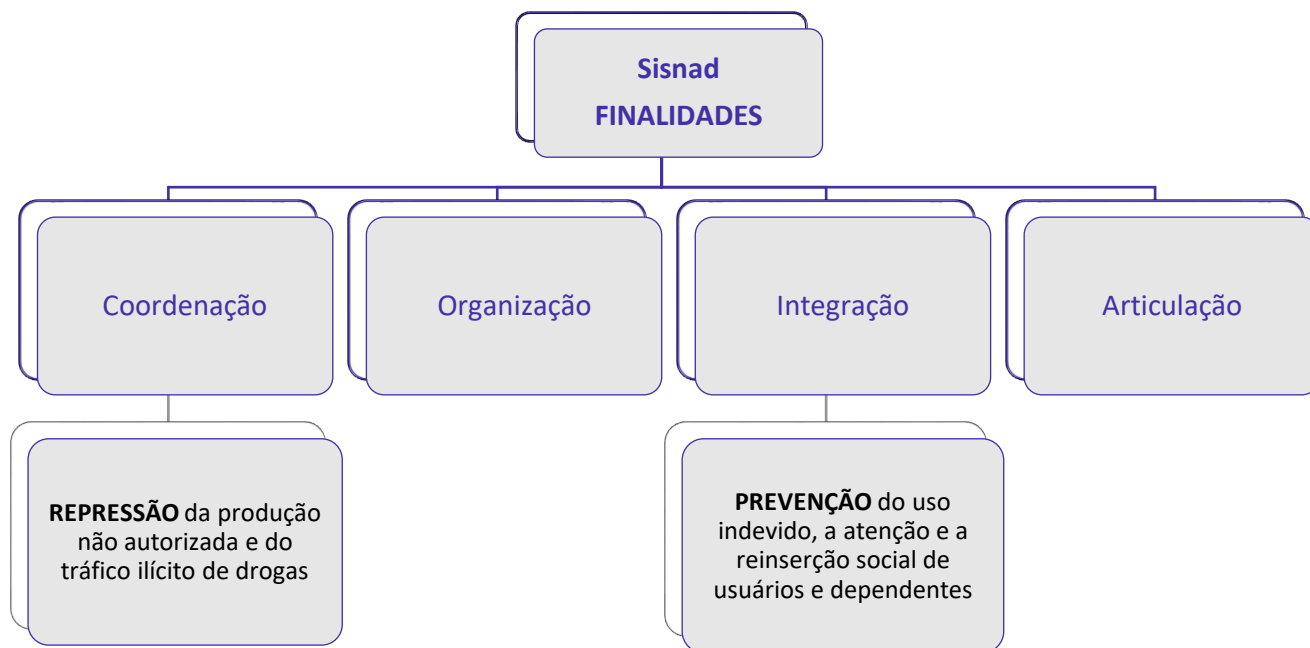 Sisnad
FINALIDADES
Coordenação
Organização
Integração
Articulação
REPRESSÃO da produção
não autorizada e do
tráfico ilícito de drogas
PREVENÇÃO do uso
indevido, a atenção e a
reinserção social de
usuários e dependentes